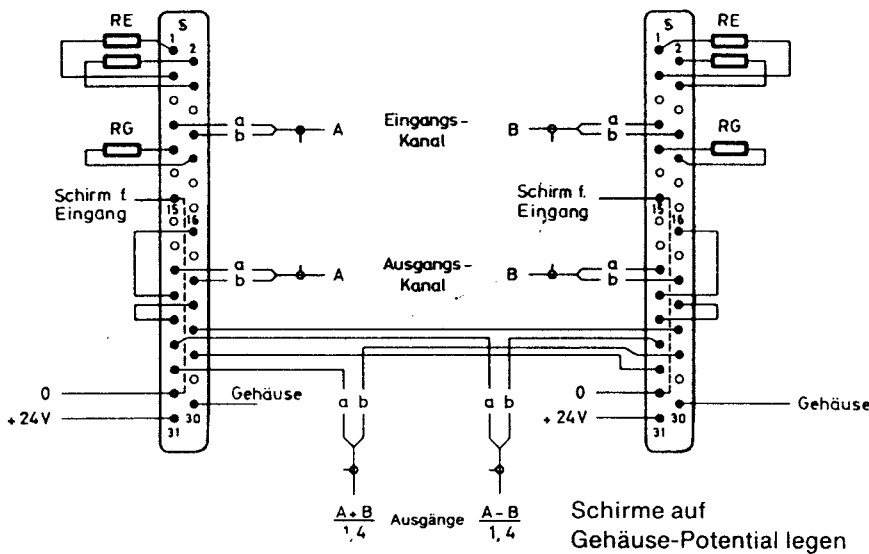 RE
S
1
2
RG
a
b
A
Schirm f.
Eingang
15
16
a
b
A
0
+ 24V
30
31
Gehäuse
Eingangs-
Kanal
Ausgangs-
Kanal
a b
a b
A + B
1,4
Ausgänge
A – B
1,4
S
1
2
RE
B
a
b
RG
Schirm f.
Eingang
15
16
B
a
b
0
+ 24V
30
31
Gehäuse
Schirme auf
Gehäuse-Potential legen